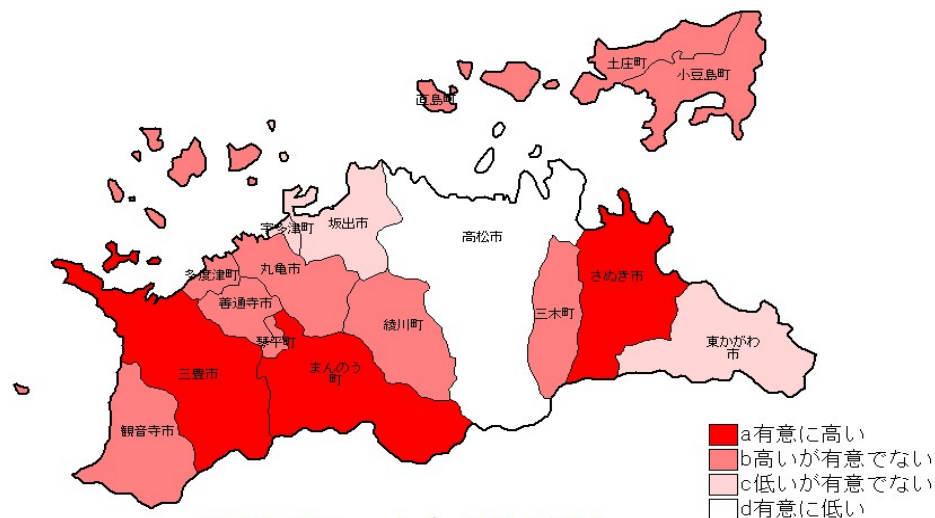 土庄町
小豆島町
直島町
宇多津町
坂出市
高松市
多度津町
丸亀市
さぬき市
善通寺市
三木町
綾川町
琴平町
東かがわ
市
三豊市
まんのう
町
観音寺市
a有意に高い
b高いが有意でない
c低いが有意でない
d有意に低い